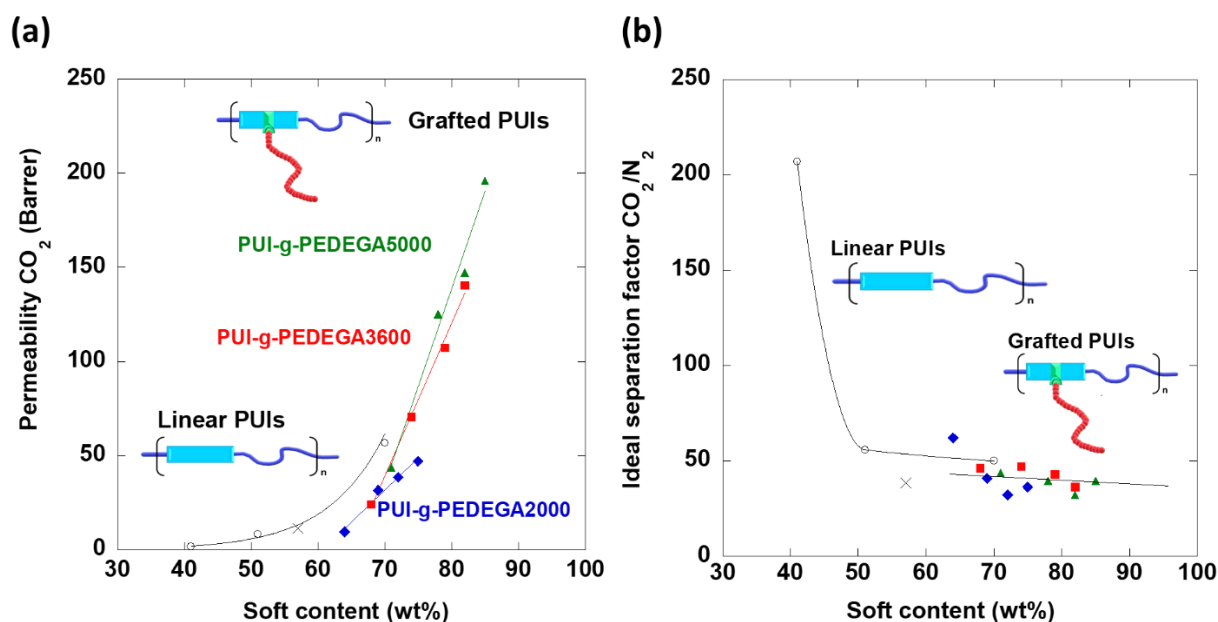 (a)
250
200
150
100
50
0
30 40 50 60 70 80 90 100
Permeability CO2 (Barrer)
Soft content (wt%)
n
Grafted PUIs
PUI-g-PEDEGA5000
PUI-g-PEDEGA3600
Linear PUIs
n
PUI-g-PEDEGA2000
(b)
250
200
150
100
50
0
30 40 50 60 70 80 90 100
Ideal separation factor CO2/N2
Soft content (wt%)
Linear PUIs
n
Grafted PUIs
n